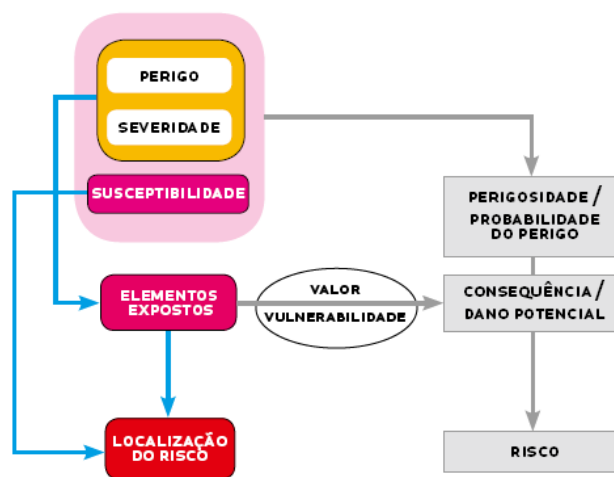 PERIGO
SEVERIDADE
SUSCEPTIBILIDADE
PERIGOSIDADE /
PROBABILIDADE
DO PERIGO
ELEMENTOS
EXPOSTOS
VALOR
VULNERABILIDADE
CONSEQUÊNCIA /
DANO POTENCIAL
LOCALIZAÇÃO
DO RISCO
RISCO